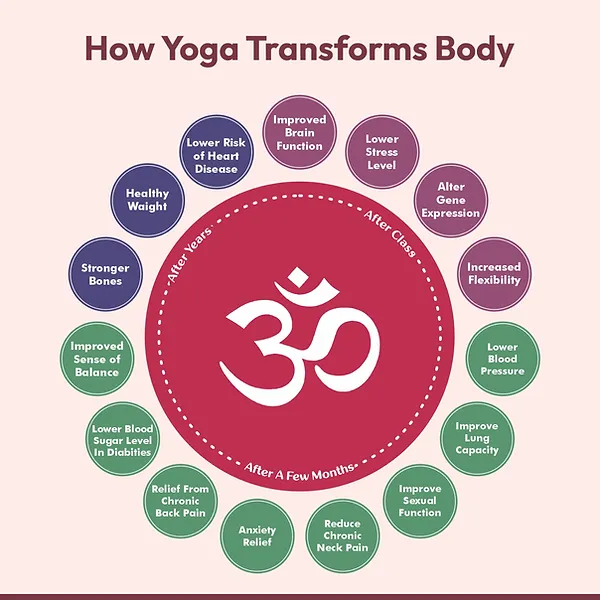 How Yoga Transforms Body
Improved
Brain
Function
Lower
Stress
Level
Alter
Gene
Expression
Increased
Flexibility
Lower
Blood
Pressure
Improve
Lung
Capacity
Improve
Sexual
Function
Reduce
Chronic
Neck Pain
Anxiety
Relief
Relief From
Chronic
Back Pain
Lower Blood
Sugar Level
In Diabities
Improved
Sense of
Balance
Stronger
Bones
Healthy
Waight
Lower Risk
of Heart
Disease
After Class
After A Few Months
After Years
ॐ